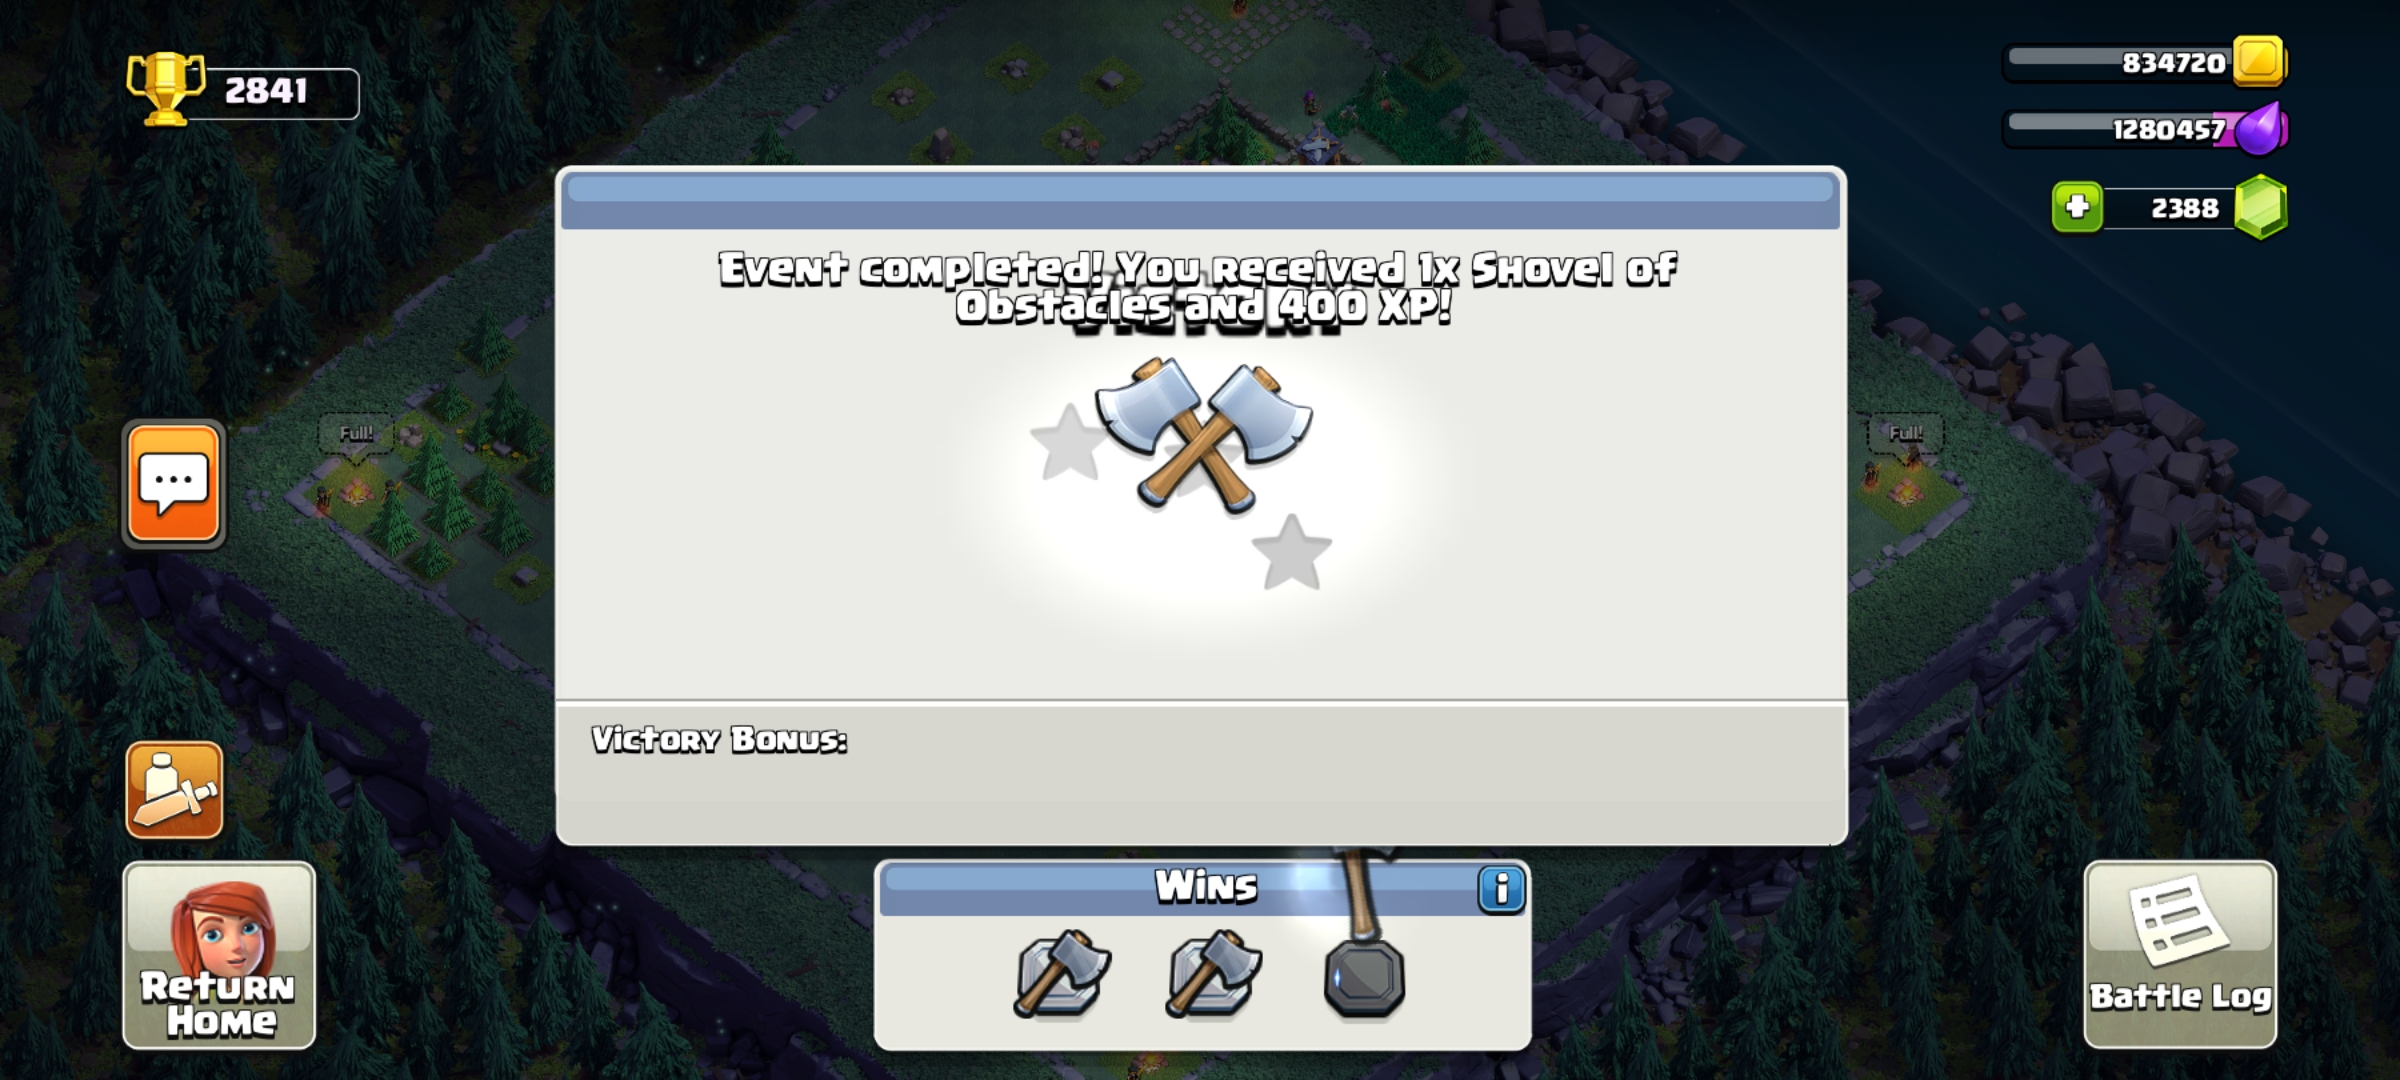 2841
834720
1280457
2388
Event completed! You received 1x Shovel of
Obstacles and 400 XP!
Full!
Full!
Victory Bonus:
Wins
i
Return
Home
Battle Log